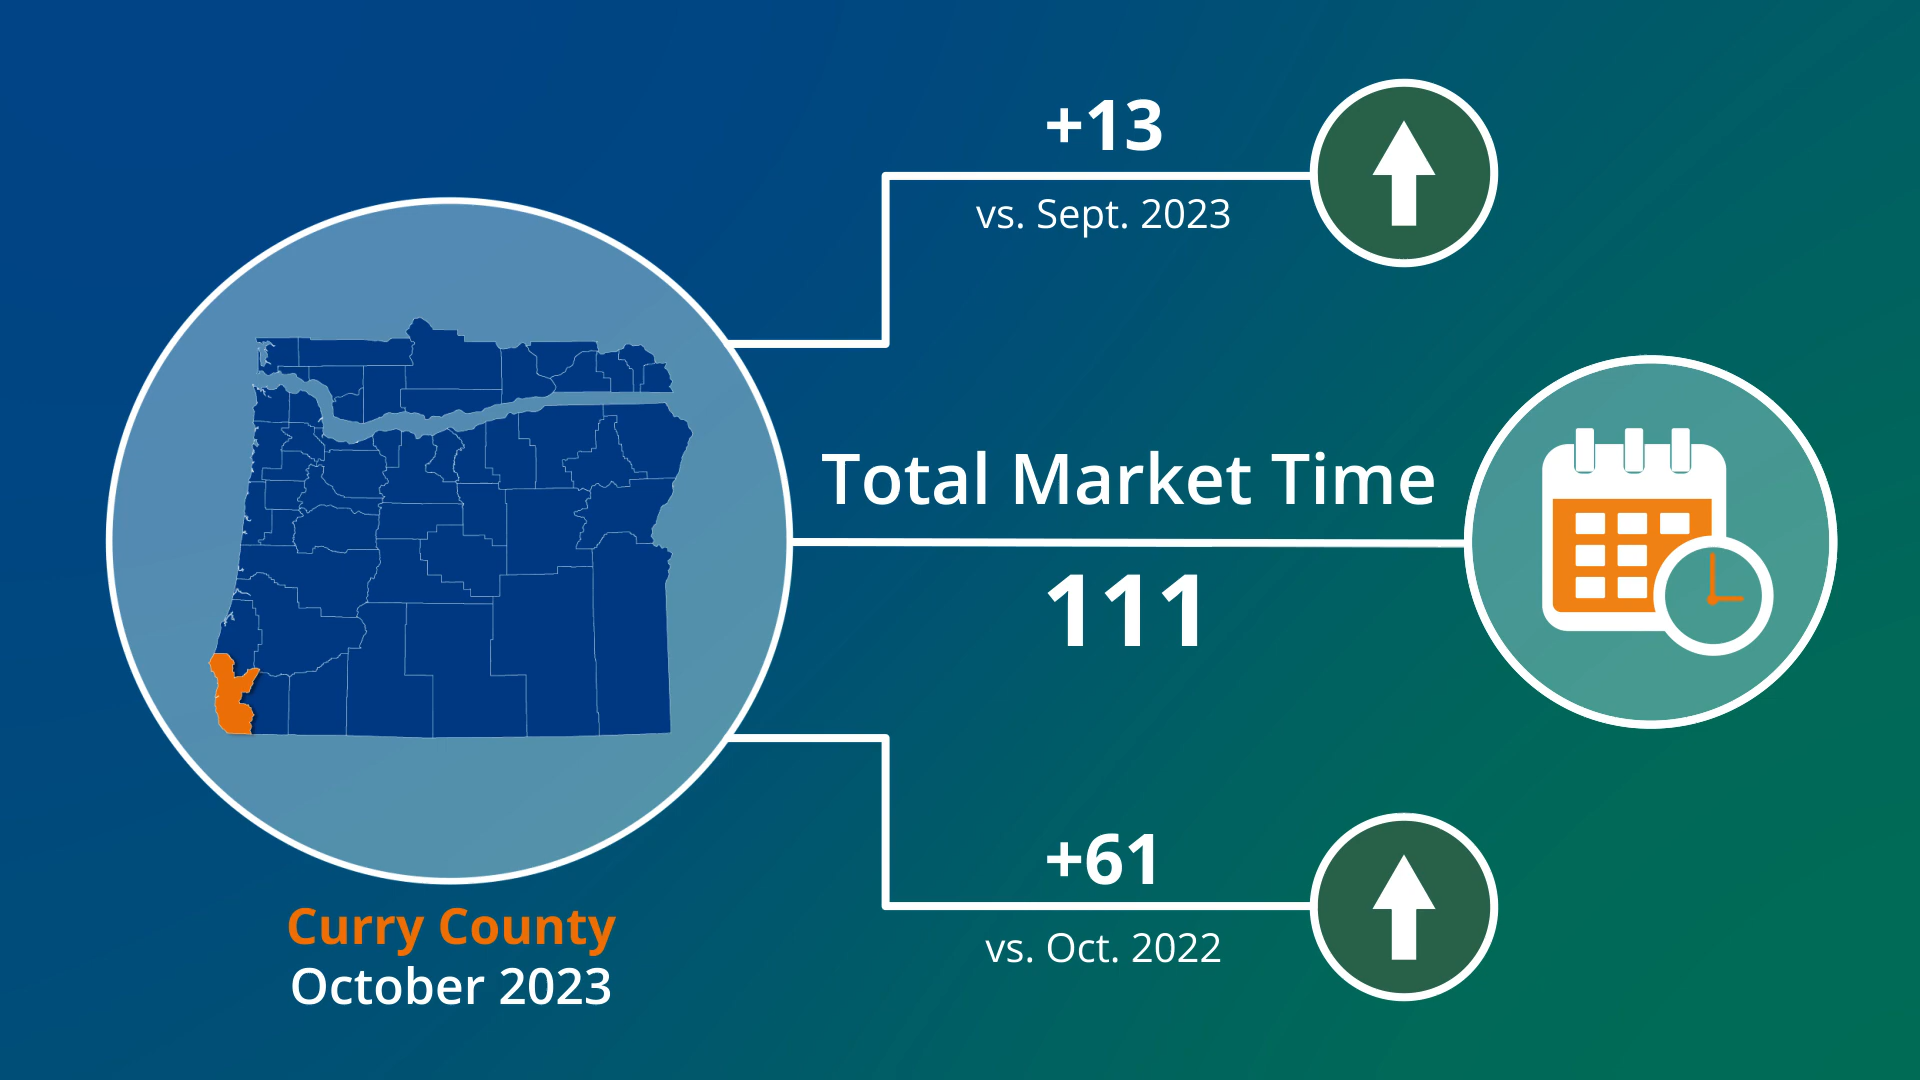 +13
vs. Sept. 2023
Total Market Time
111
+61
vs. Oct. 2022
Curry County
October 2023